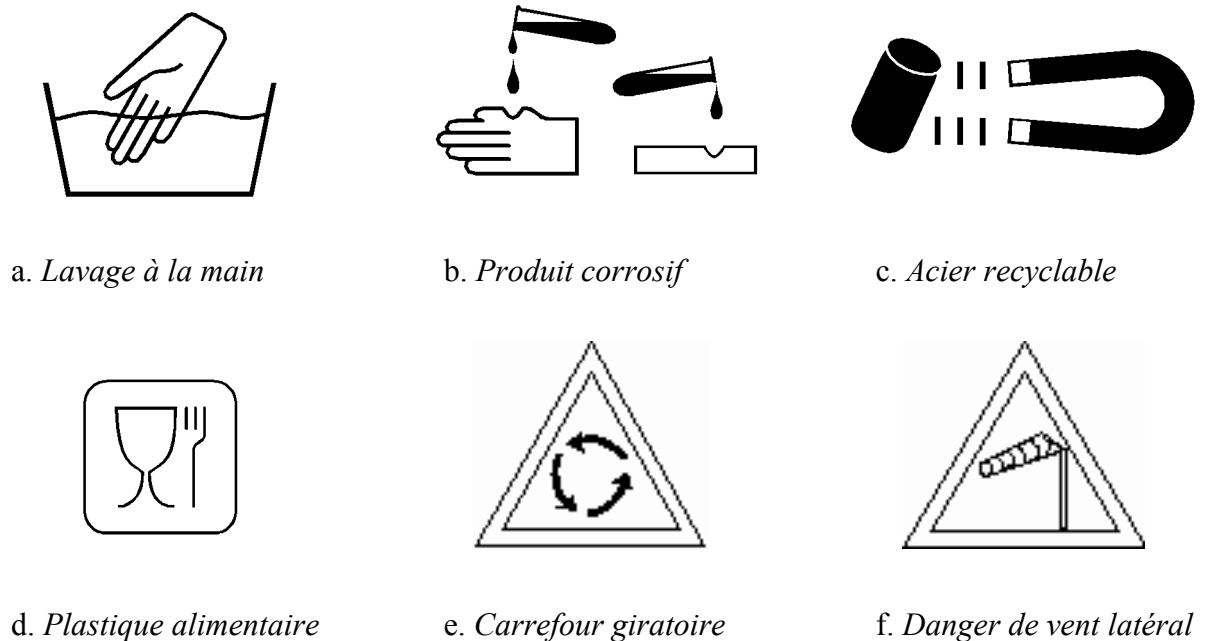 a. Lavage à la main
b. Produit corrosif
c. Acier recyclable
d. Plastique alimentaire
e. Carrefour giratoire
f. Danger de vent latéral